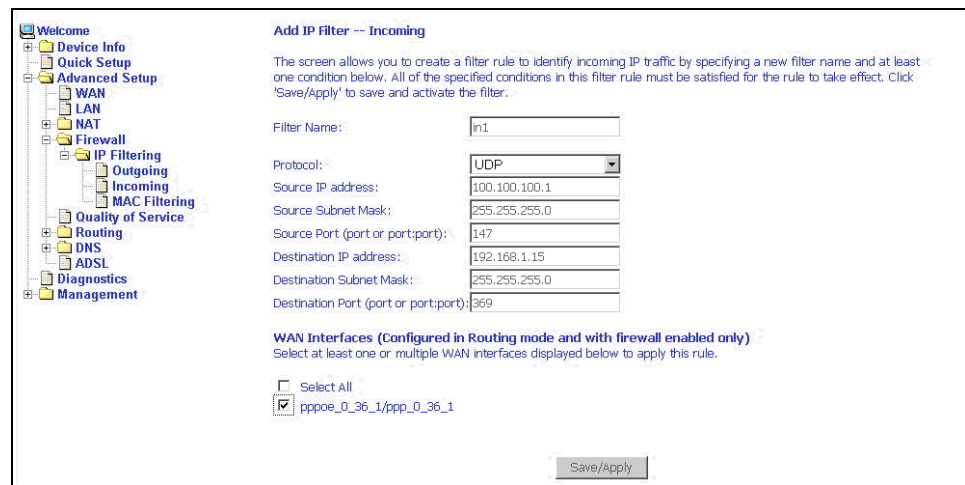 Welcome
Device Info
Quick Setup
Advanced Setup
WAN
LAN
NAT
Firewall
IP Filtering
Outgoing
Incoming
MAC Filtering
Quality of Service
Routing
DNS
ADSL
Diagnostics
Management
Add IP Filter -- Incoming
The screen allows you to create a filter rule to identify incoming IP traffic by specifying a new filter name and at least
one condition below. All of the specified conditions in this filter rule must be satisfied for the rule to take effect. Click
'Save/Apply' to save and activate the filter.
Filter Name: in1
Protocol: UDP
Source IP address: 100.100.100.1
Source Subnet Mask: 255.255.255.0
Source Port (port or port:port): 147
Destination IP address: 192.168.1.15
Destination Subnet Mask: 255.255.255.0
Destination Port (port or port:port): 369
WAN Interfaces (Configured in Routing mode and with firewall enabled only)
Select at least one or multiple WAN interfaces displayed below to apply this rule.
Select All
pppoe_0_36_1/ppp_0_36_1
Save/Apply